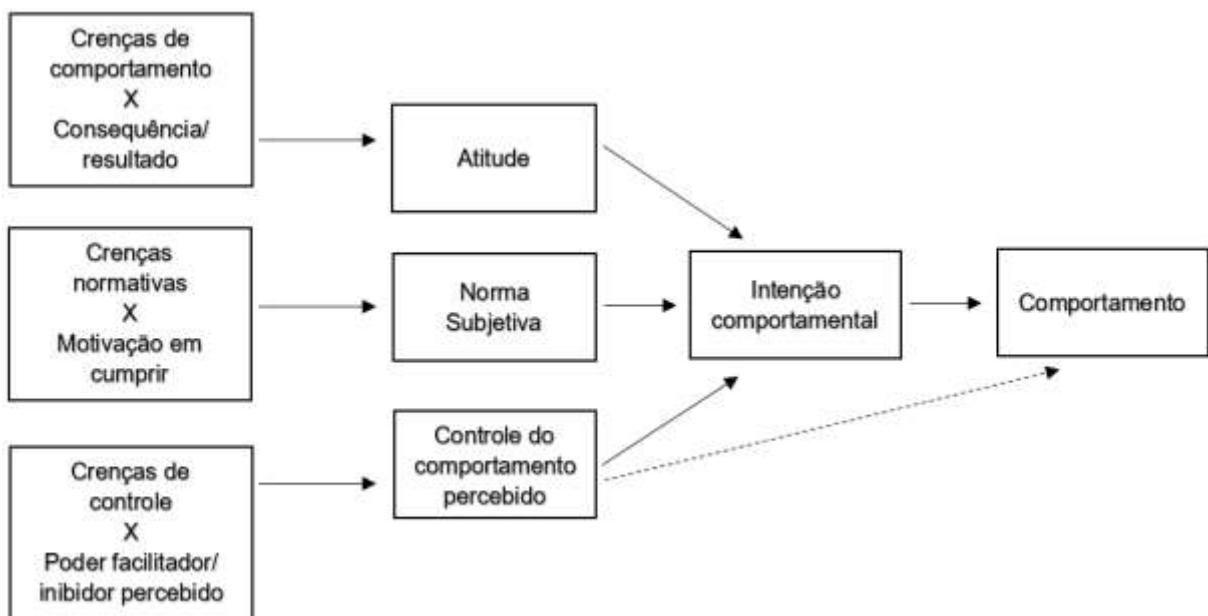 Crenças de
comportamento
X
Consequência/
resultado
Atitude
Crenças
normativas
X
Motivação em
cumprir
Norma
Subjetiva
Intenção
comportamental
Comportamento
Crenças de
controle
X
Poder facilitador/
inibidor percebido
Controle do
comportamento
percebido